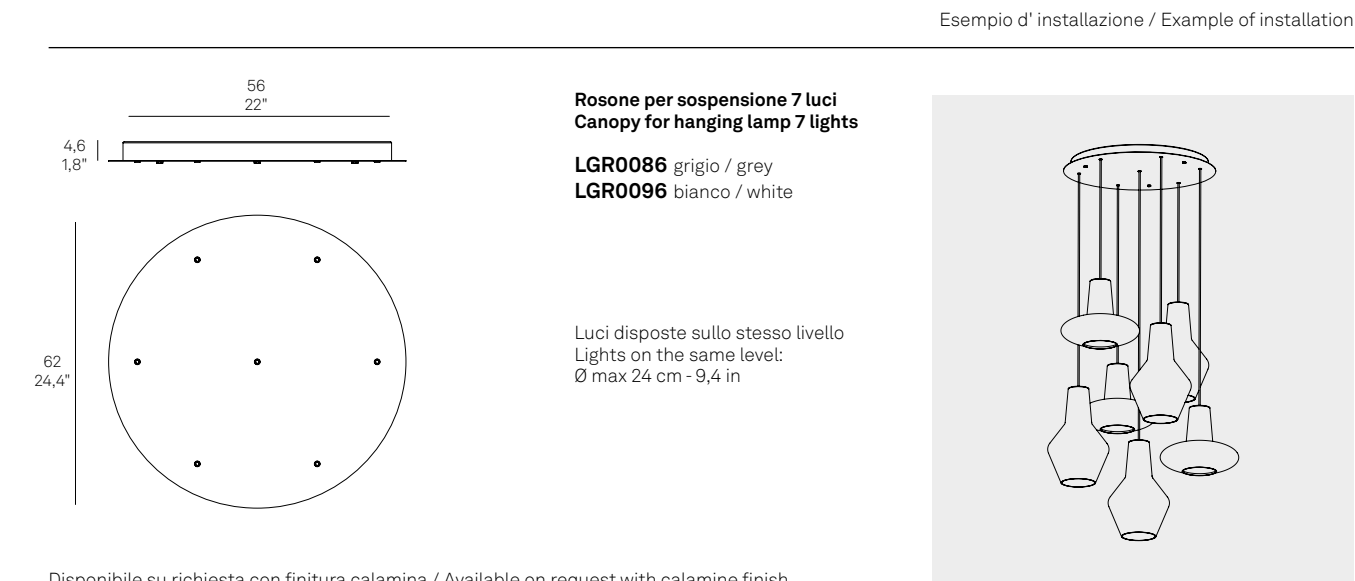 Esempio d' installazione / Example of installation
56
22"
4,6
1,8"
62
24,4"
Rosone per sospensione 7 luci
Canopy for hanging lamp 7 lights
LGR0086 grigio / grey
LGR0096 bianco / white
Luci disposte sullo stesso livello
Lights on the same level:
Ø max 24 cm - 9,4 in
Disponibile su richiesta con finitura calamina / Available on request with calamine finish